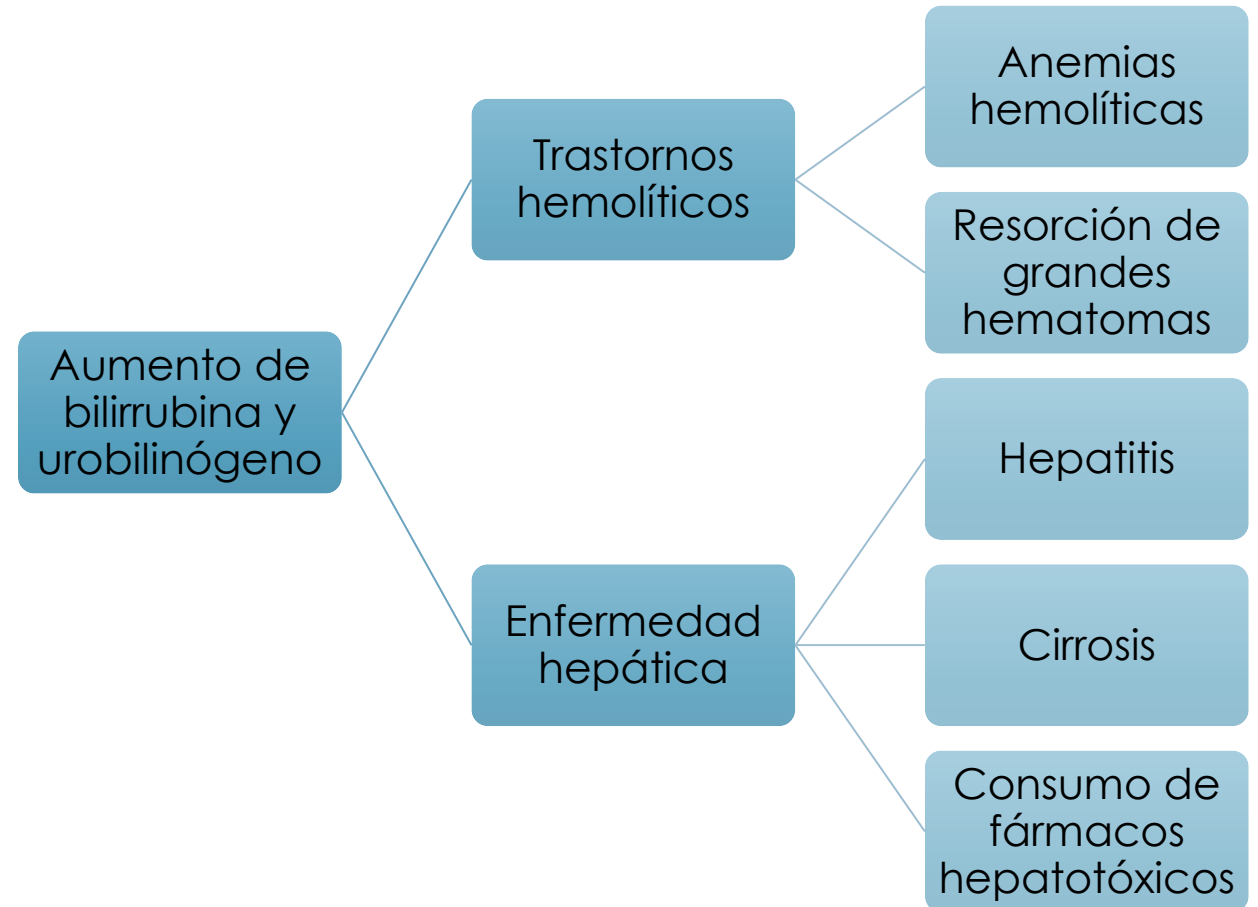 Aumento de
bilirrubina y
urobilinógeno
Trastornos
hemolíticos
Anemias
hemolíticas
Resorción de
grandes
hematomas
Enfermedad
hepática
Hepatitis
Cirrosis
Consumo de
fármacos
hepatotóxicos